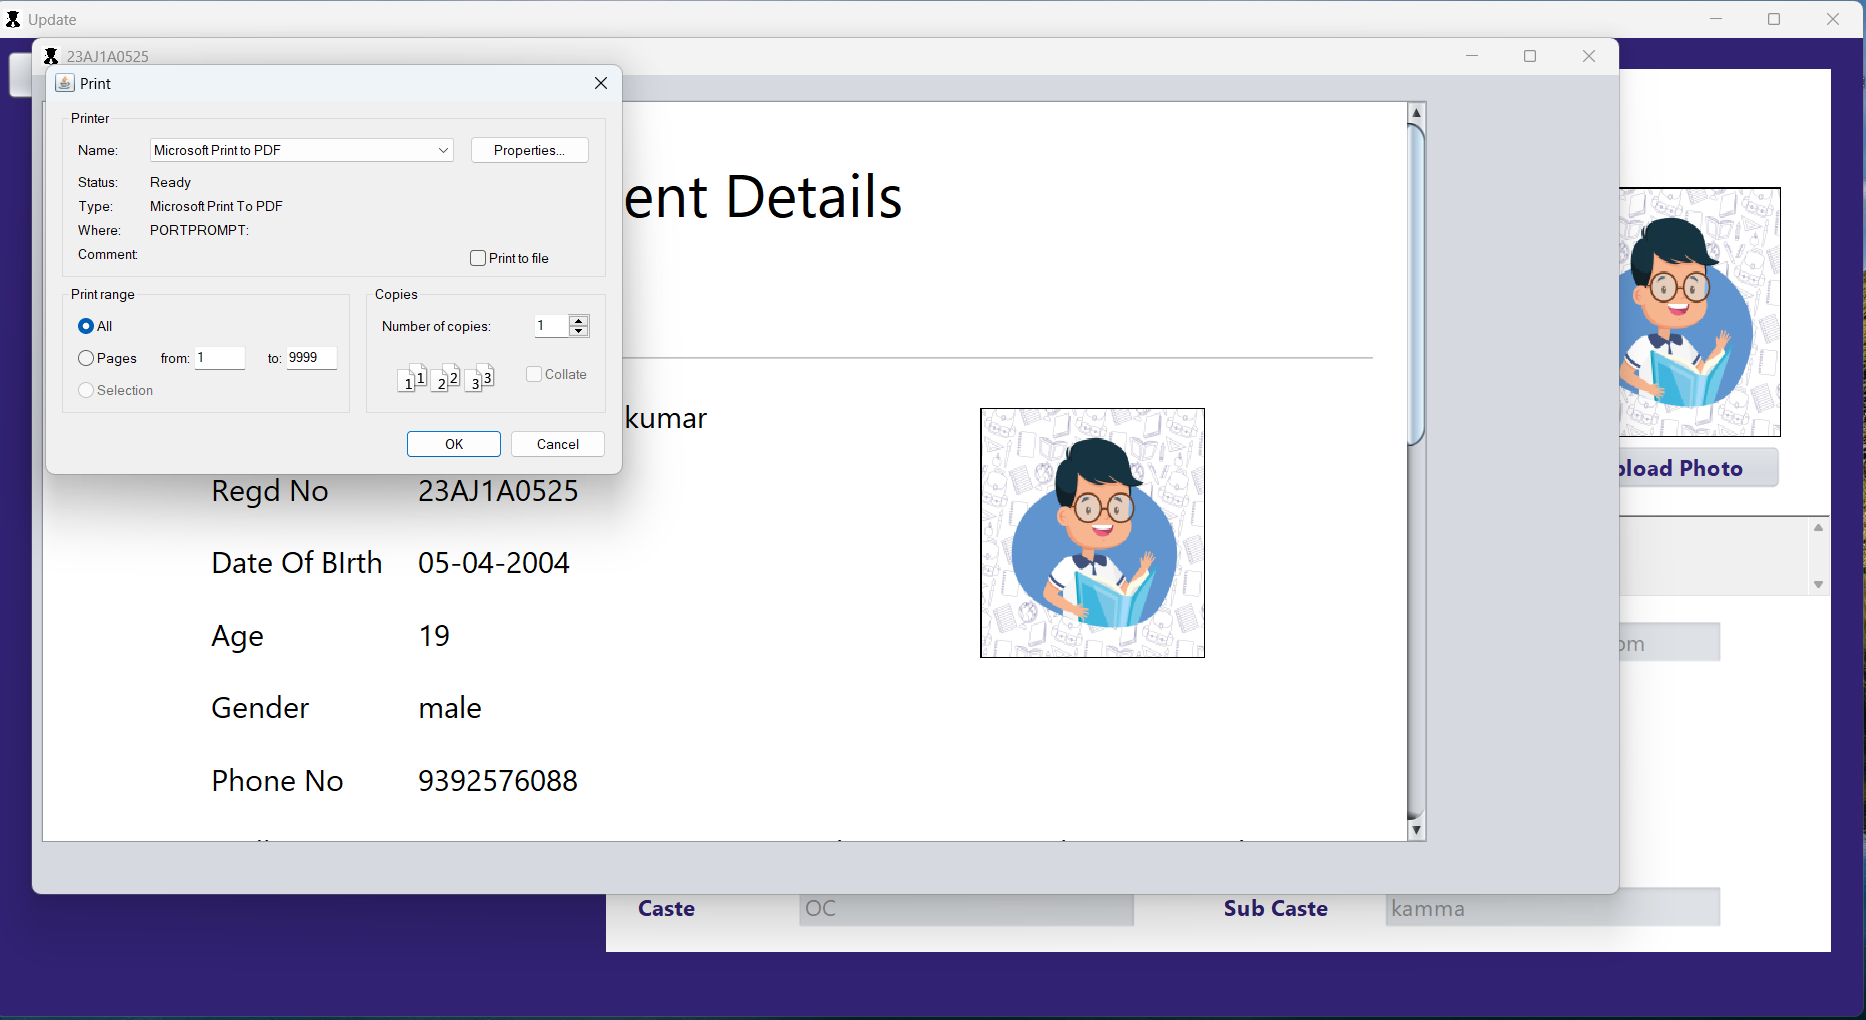 Update
23AJ1A0525
Print
Printer
Name: Microsoft Print to PDF Properties...
Status: Ready
Type: Microsoft Print To PDF
Where: PORTPROMPT:
Comment:
Print to file
Print range
All
Pages from: 1 to: 9999
Selection
Copies
Number of copies: 1
1 1 2 2 3 3
Collate
OK Cancel
ent Details
kumar
Regd No 23AJ1A0525
Date Of BIrth 05-04-2004
Age 19
Gender male
Phone No 9392576088
load Photo
om
Caste OC Sub Caste kamma